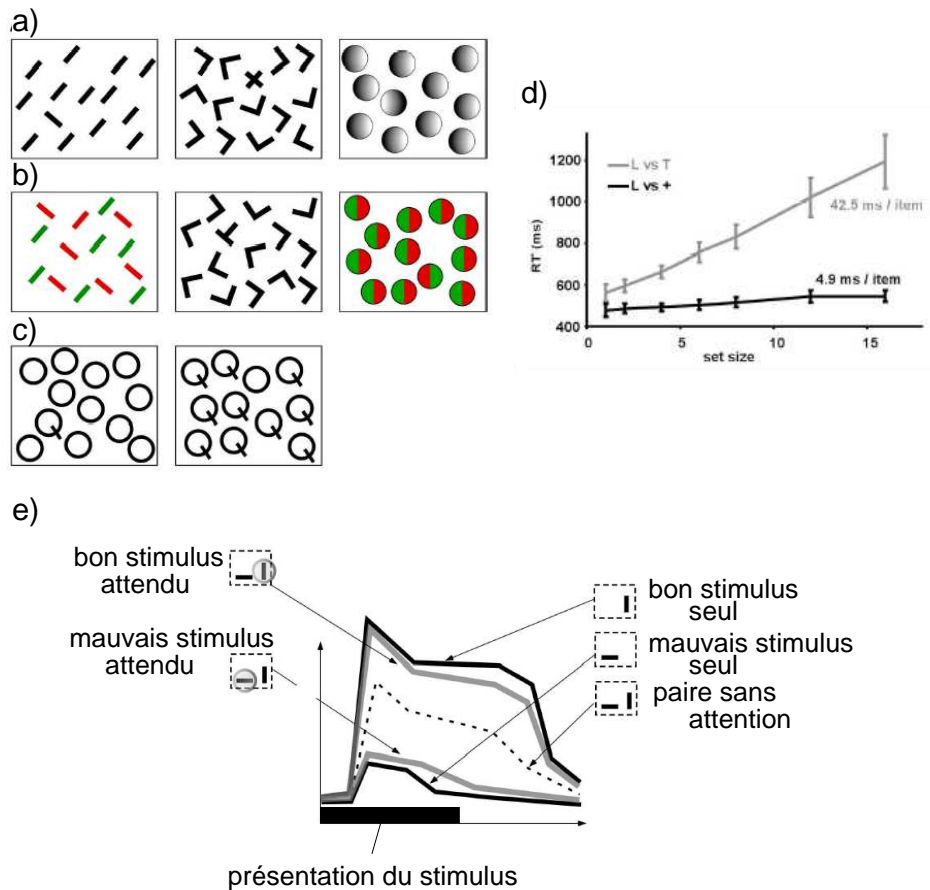 a)
b)
c)
d)
L vs T
L vs +
42.5 ms / item
4.9 ms / item
RT (ms)
1200
1000
800
600
400
0
5
10
15
set size
e)
bon stimulus
attendu
mauvais stimulus
attendu
bon stimulus
seul
mauvais stimulus
seul
paire sans
attention
présentation du stimulus